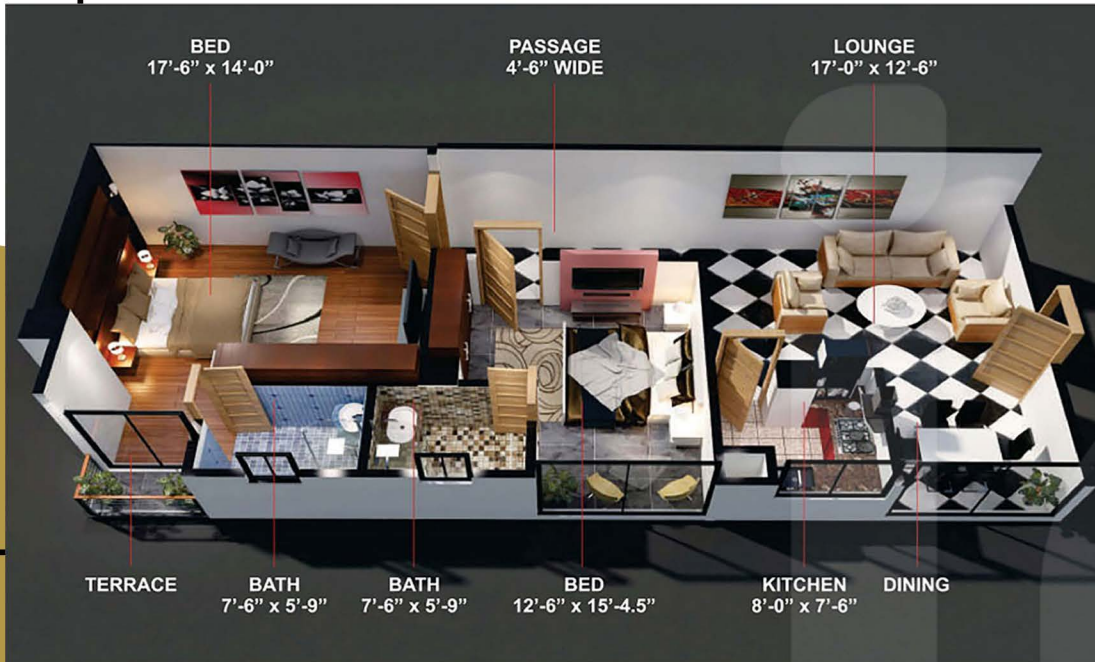 BED
17’-6” x 14’-0”
PASSAGE
4’-6” WIDE
LOUNGE
17’-0” x 12’-6”
TERRACE
BATH
7’-6” x 5’-9”
BATH
7’-6” x 5’-9”
BED
12’-6” x 15’-4.5”
KITCHEN
8’-0” x 7’-6”
DINING